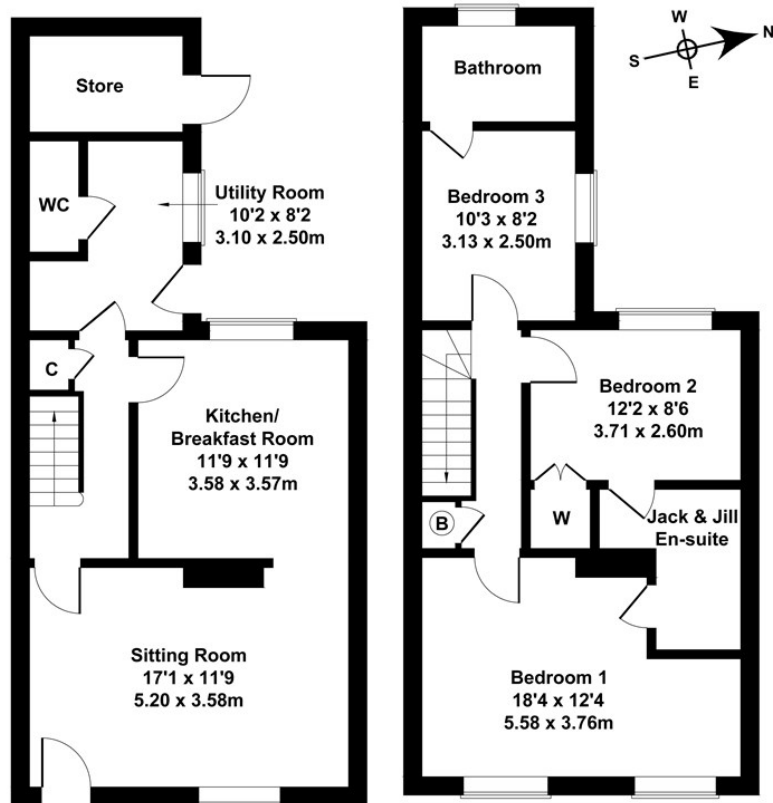 Store
WC
Utility Room
10'2 x 8'2
3.10 x 2.50m
C
Kitchen/
Breakfast Room
11'9 x 11'9
3.58 x 3.57m
Sitting Room
17'1 x 11'9
5.20 x 3.58m
Bathroom
Bedroom 3
10'3 x 8'2
3.13 x 2.50m
Bedroom 2
12'2 x 8'6
3.71 x 2.60m
B
W
Jack & Jill
En-suite
Bedroom 1
18'4 x 12'4
5.58 x 3.76m
W
N
S
E